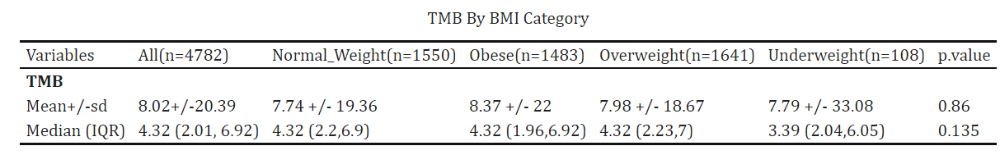 TMB By BMI Category
Variables All(n=4782) Normal_Weight(n=1550) Obese(n=1483) Overweight(n=1641) Underweight(n=108) p.value
TMB
Mean+/-sd 8.02+/-20.39 7.74 +/- 19.36 8.37 +/- 22 7.98 +/- 18.67 7.79 +/- 33.08 0.86
Median (IQR) 4.32 (2.01, 6.92) 4.32 (2.2,6.9) 4.32 (1.96,6.92) 4.32 (2.23,7) 3.39 (2.04,6.05) 0.135